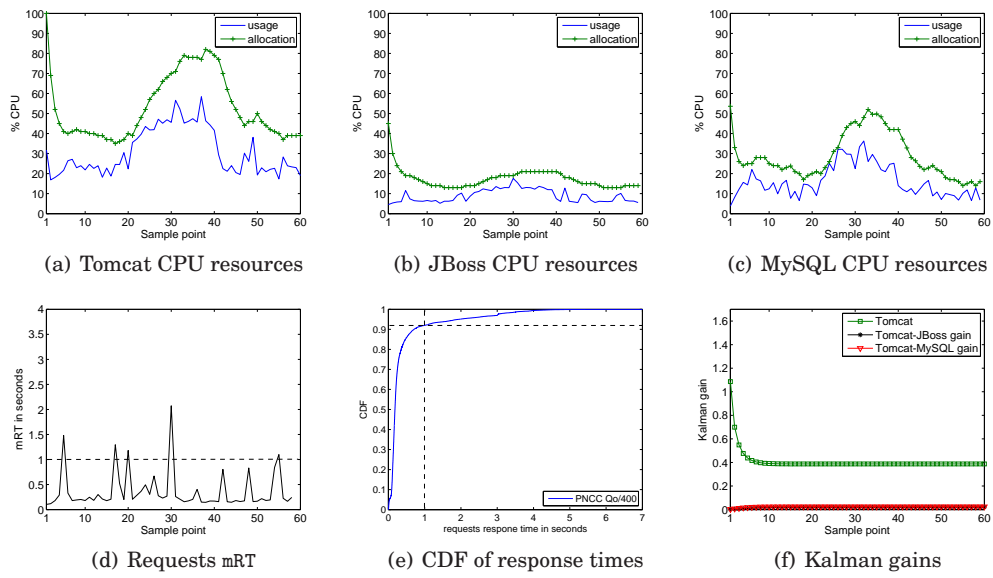 usage
allocation
% CPU
100
90
80
70
60
50
40
30
20
10
0
1 10 20 30 40 50 60
Sample point
(a) Tomcat CPU resources
usage
allocation
% CPU
100
90
80
70
60
50
40
30
20
10
0
1 10 20 30 40 50 60
Sample point
(b) JBoss CPU resources
usage
allocation
% CPU
100
90
80
70
60
50
40
30
20
10
0
1 10 20 30 40 50 60
Sample point
(c) MySQL CPU resources
mRT in seconds
4
3.5
3
2.5
2
1.5
1
0.5
0
1 10 20 30 40 50 60
Sample point
(d) Requests mRT
CDF
1
0.9
0.8
0.7
0.6
0.5
0.4
0.3
0.2
0.1
0
0 1 2 3 4 5 6 7
requests respone time in seconds
PNCC Qo/400
(e) CDF of response times
Tomcat
Tomcat-JBoss gain
Tomcat-MySQL gain
Kalman gain
1.6
1.4
1.2
1
0.8
0.6
0.4
0.2
0
1 10 20 30 40 50 60
Sample point
(f) Kalman gains